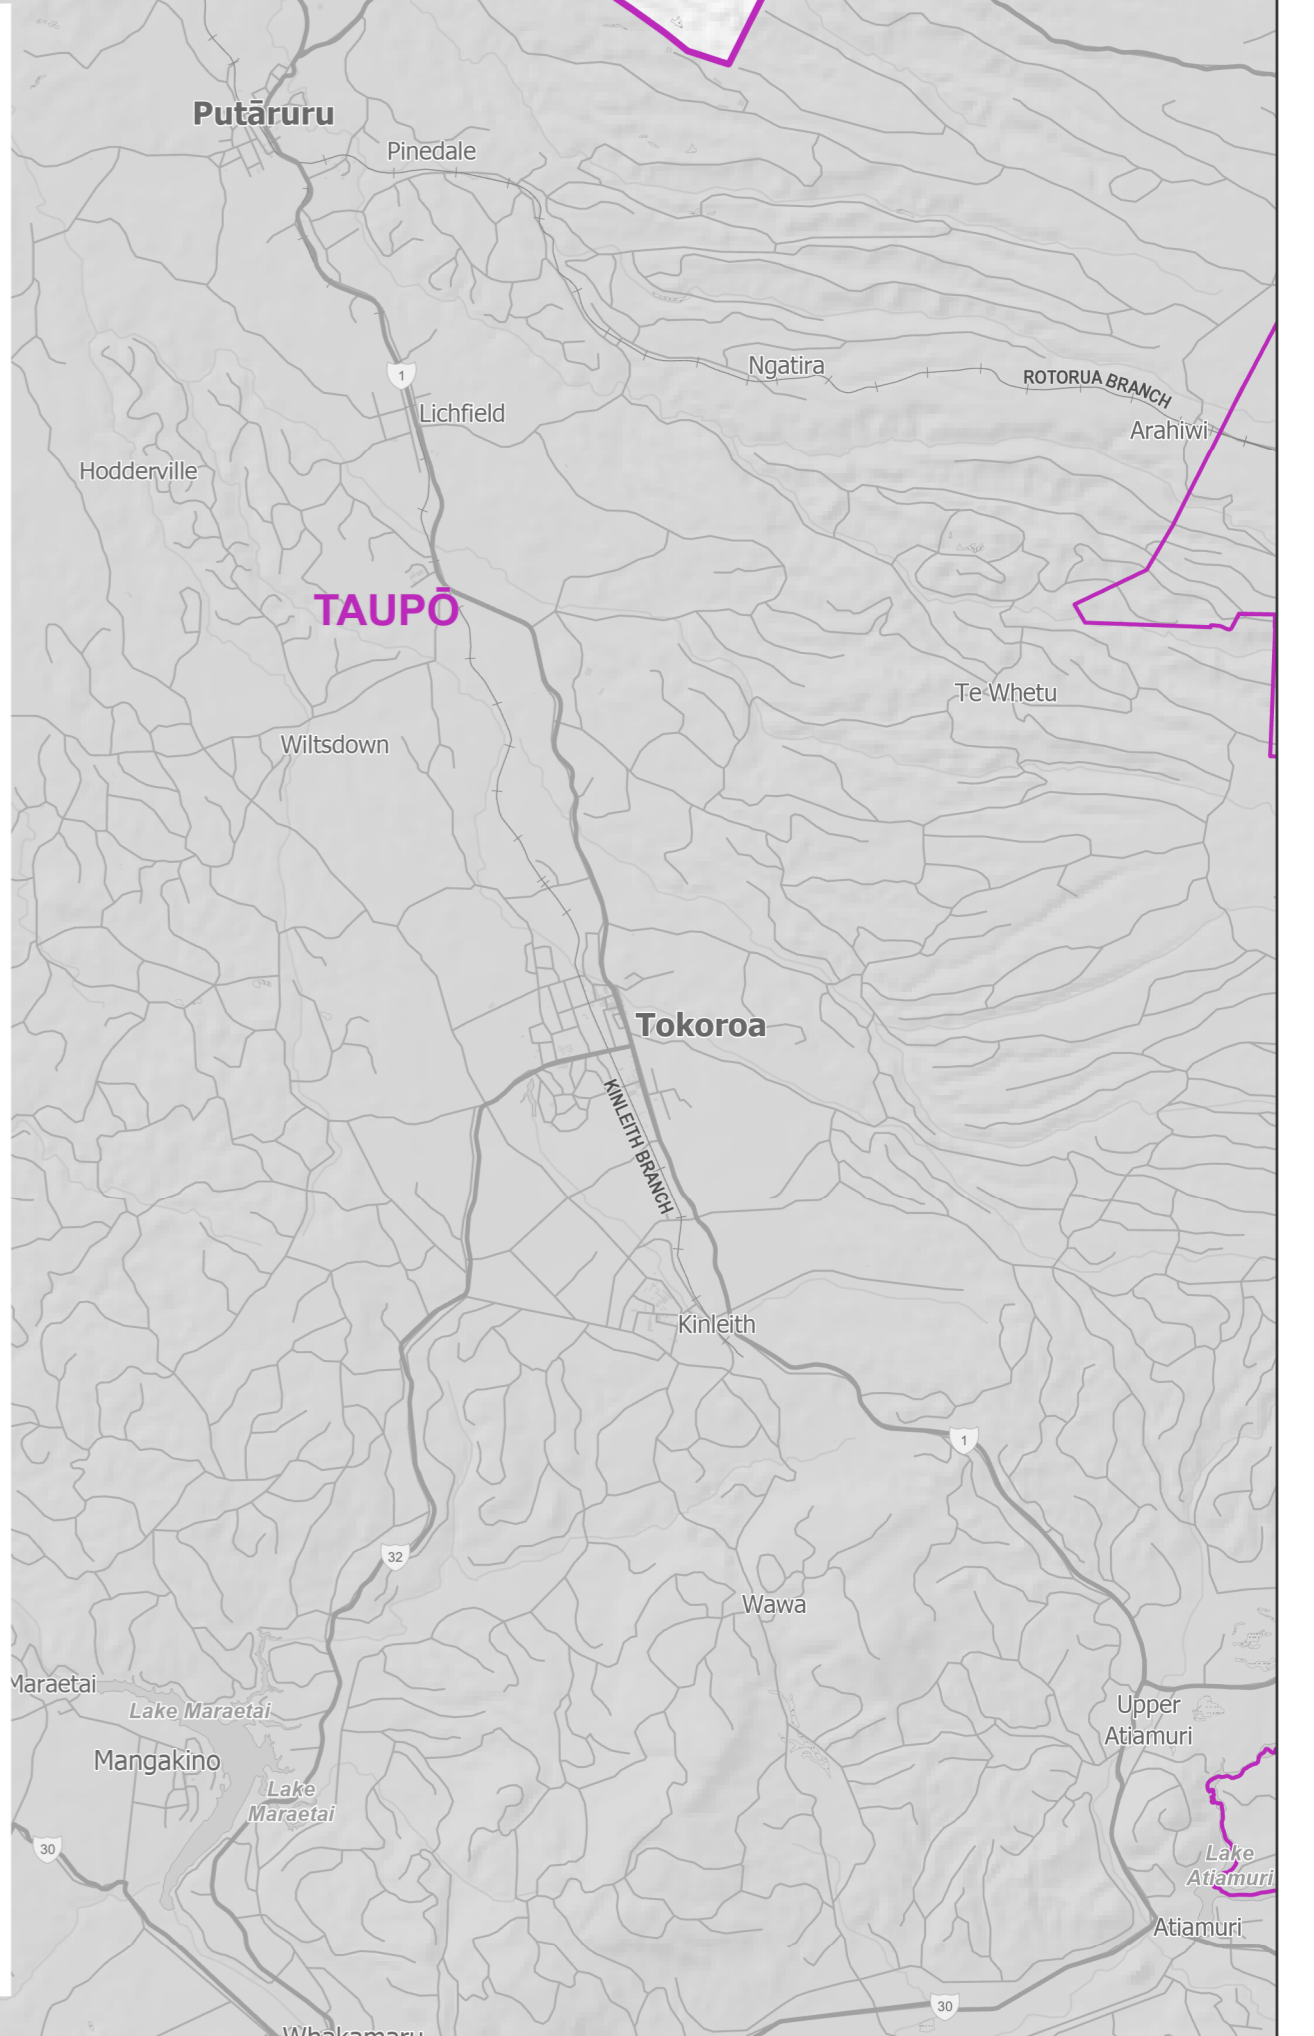 Putāruru
Pinedale
Ngatira
ROTORUA BRANCH
1
Lichfield
Arahiwi
Hodderville
TAUPŌ
Te Whetu
Wiltsdown
Tokoroa
KINLEITH BRANCH
Kinleith
1
32
Wawa
Maraetai
Lake Maraetai
Upper
Atiamuri
Mangakino
Lake
Maraetai
30
Lake
Atiamuri
Atiamuri
30
Whakamaru